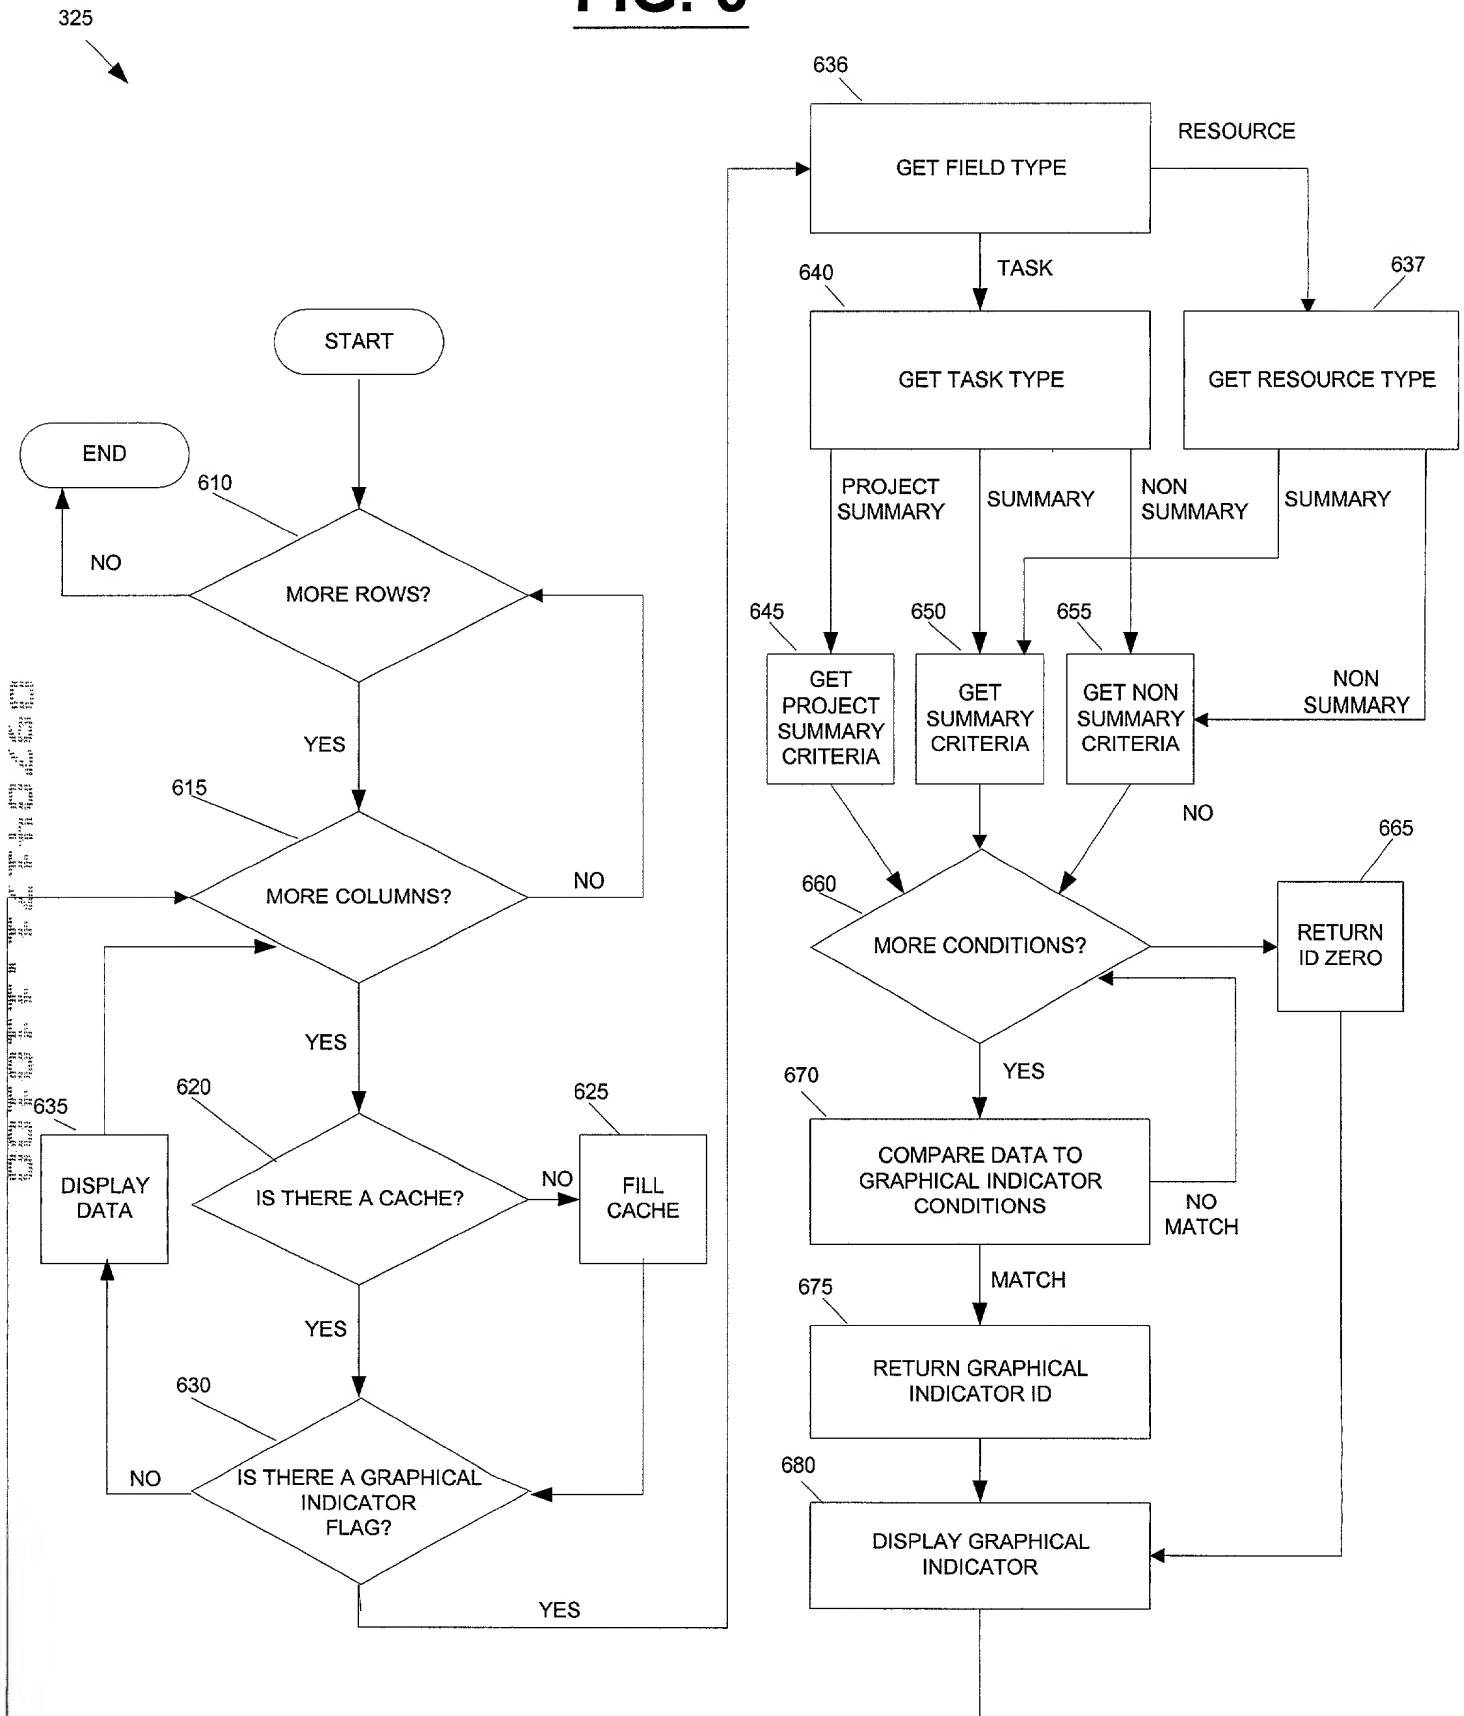 FIG. 6
325
636
GET FIELD TYPE
RESOURCE
TASK
640
637
GET TASK TYPE
GET RESOURCE TYPE
START
END
610
NO
MORE ROWS?
YES
615
MORE COLUMNS?
NO
YES
620
IS THERE A CACHE?
NO
625
FILL
CACHE
635
DISPLAY
DATA
YES
630
IS THERE A GRAPHICAL
INDICATOR
FLAG?
NO
YES
PROJECT
SUMMARY
SUMMARY
NON
SUMMARY
SUMMARY
NON
SUMMARY
645
GET
PROJECT
SUMMARY
CRITERIA
650
GET
SUMMARY
CRITERIA
655
GET NON
SUMMARY
CRITERIA
NO
660
MORE CONDITIONS?
665
RETURN
ID ZERO
YES
670
COMPARE DATA TO
GRAPHICAL INDICATOR
CONDITIONS
NO
MATCH
MATCH
675
RETURN GRAPHICAL
INDICATOR ID
680
DISPLAY GRAPHICAL
INDICATOR